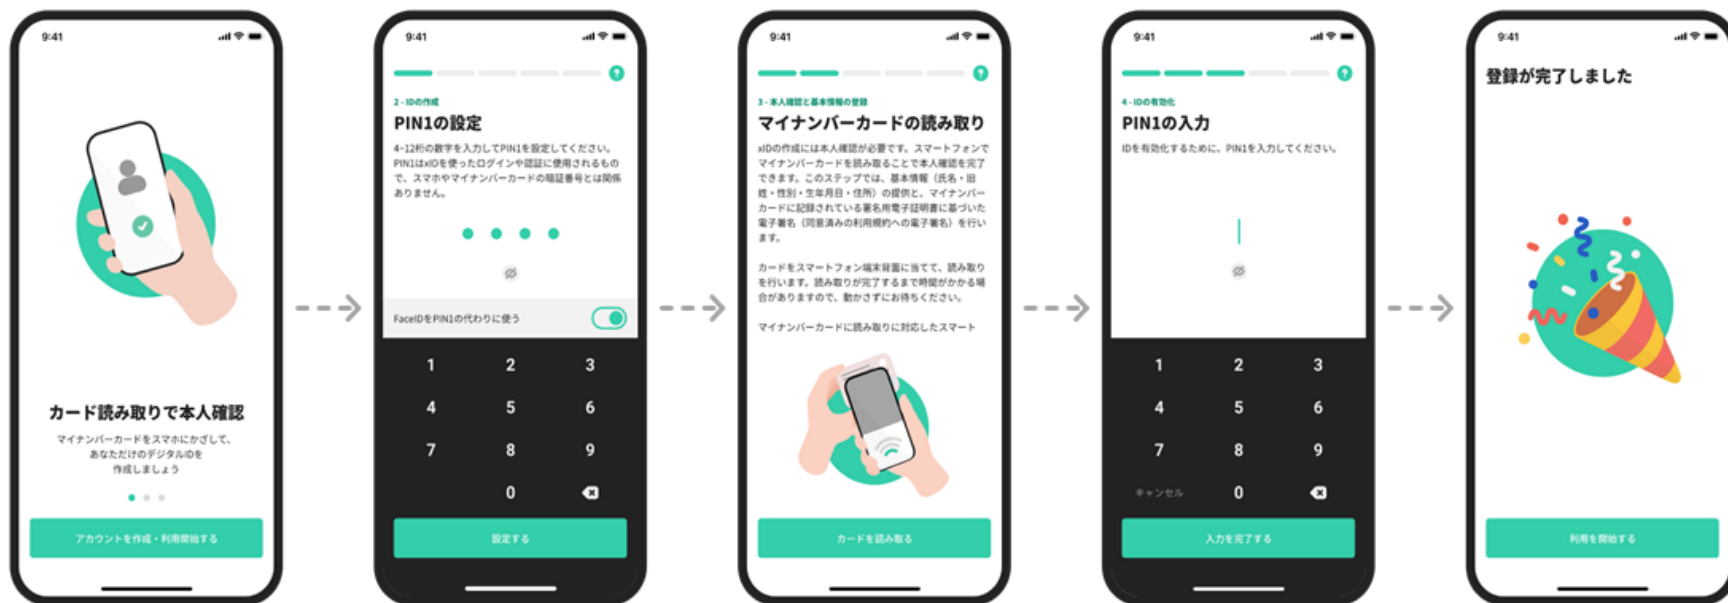 9:41
カード読み取りで本人確認
マイナンバーカードをスマホにかざして、
あなただけのデジタルIDを
作成しましょう
アカウントを作成・利用開始する
9:41
?
2 - IDの作成
PIN1の設定
4-12桁の数字を入力してPIN1を設定してください。
PIN1はxIDを使ったログインや認証に使用されるもの
で、スマホやマイナンバーカードの暗証番号とは関係
ありません。
FaceIDをPIN1の代わりに使う
1 2 3
4 5 6
7 8 9
0
設定する
9:41
?
3 - 本人確認と基本情報の登録
マイナンバーカードの読み取り
xIDの作成には本人確認が必要です。スマートフォンで
マイナンバーカードを読み取ることで本人確認を完了
できます。このステップでは、基本情報（氏名・旧
姓・性別・生年月日・住所）の提供と、マイナンバー
カードに記録されている署名用電子証明書に基づいた
電子署名（同意済みの利用規約への電子署名）を行い
ます。
カードをスマートフォン端末背面に当てて、読み取り
を行います。読み取りが完了するまで時間がかかる場
合がありますので、動かさずにお待ちください。
マイナンバーカードに読み取りに対応したスマート
カードを読み取る
9:41
?
4 - IDの有効化
PIN1の入力
IDを有効化するために、PIN1を入力してください。
1 2 3
4 5 6
7 8 9
キャンセル 0
入力を完了する
9:41
登録が完了しました
利用を開始する